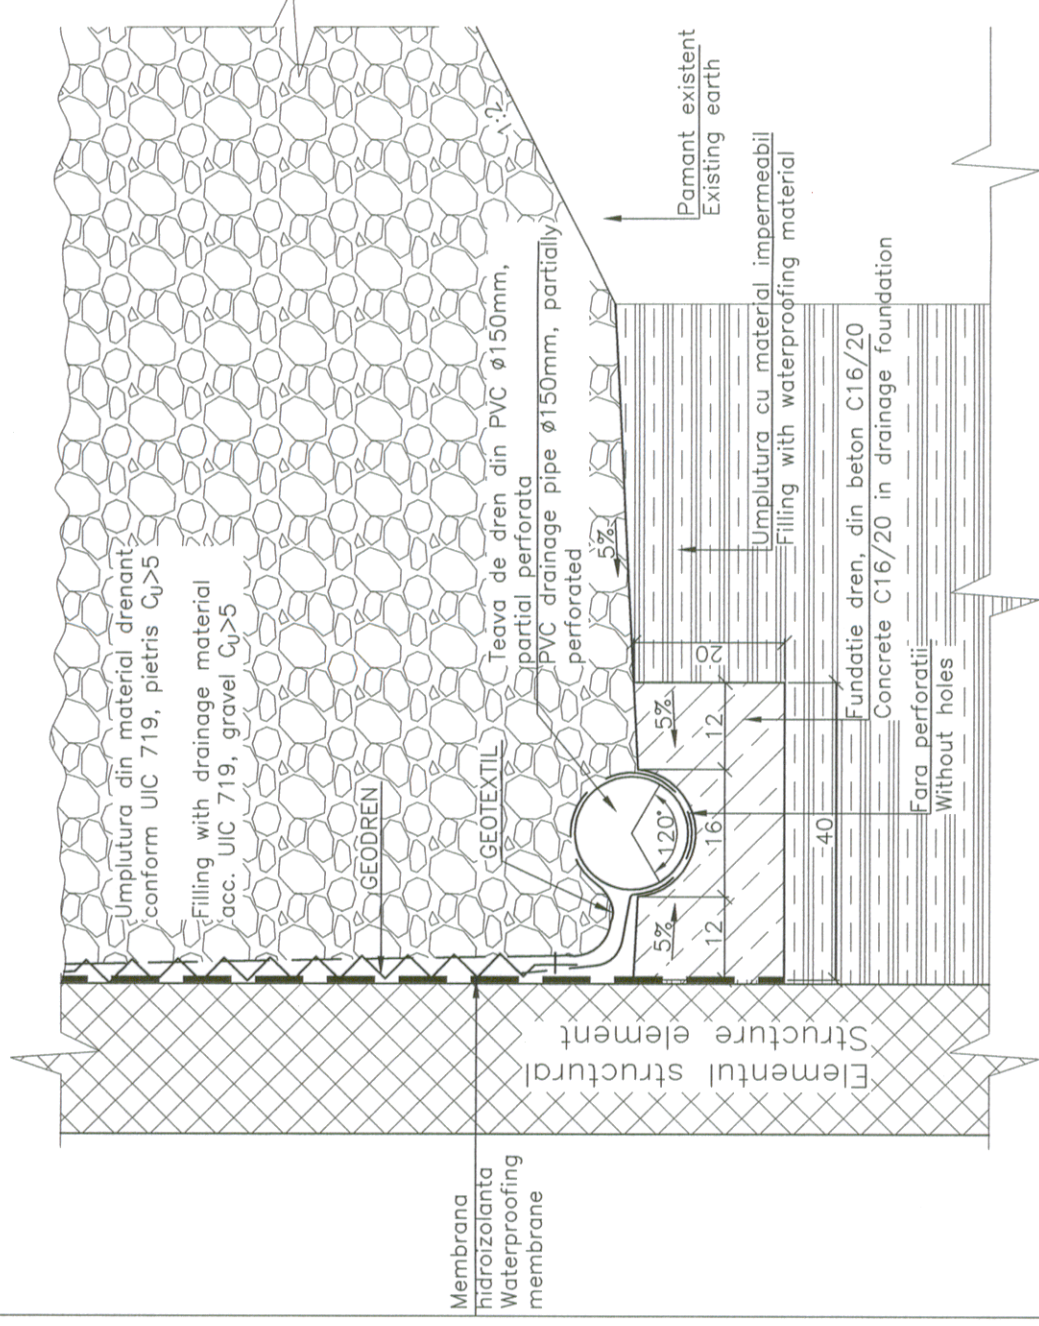 Umplutura din material drenant
conform UIC 719, pietris CU>5
Filling with drainage material
acc. UIC 719, gravel CU>5
GEODREN
GEOTEXTIL
Teava de dren din PVC ø150mm,
partial perforata
PVC drainage pipe ø150mm, partially
perforated
1:2
Pamant existent
Existing earth
5%
Umplutura cu material impermeabil
Filling with waterproofing material
20
5%
5%
120°
12
16
12
40
Fundatie dren, din beton C16/20
Concrete C16/20 in drainage foundation
Fara perforatii
Without holes
Elemental structural
Structure element
Membrana
hidroizolanta
Waterproofing
membrane